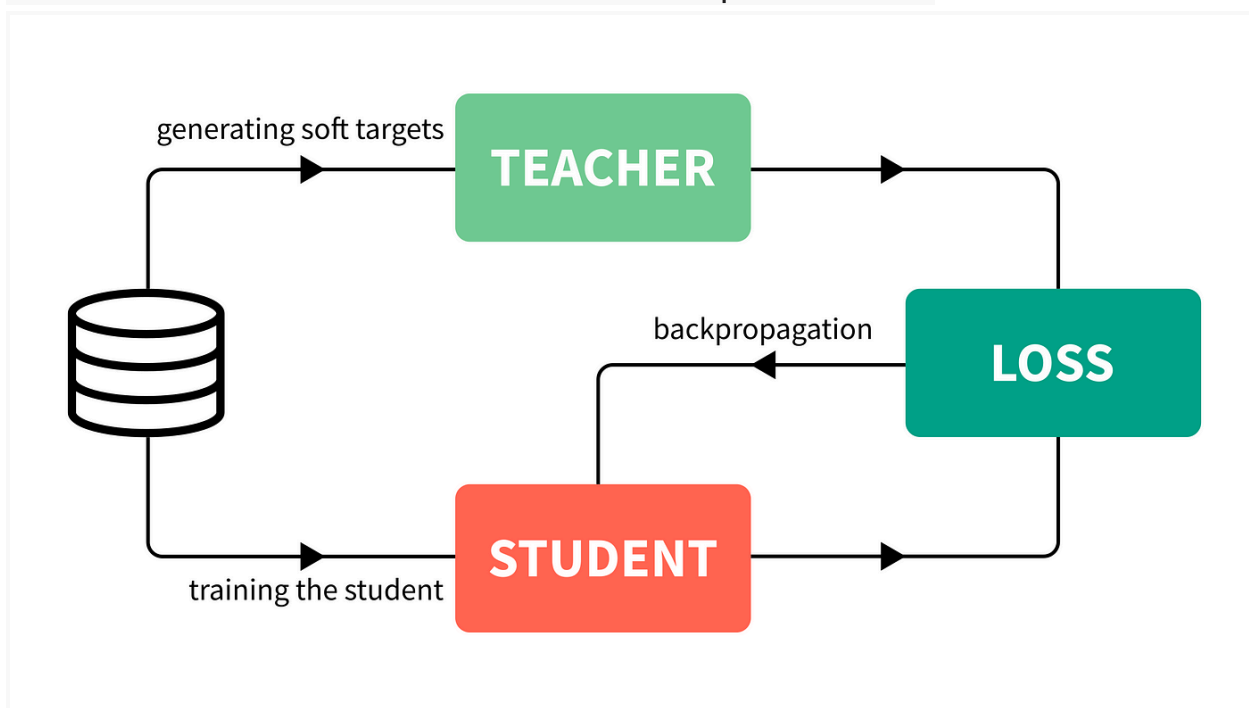 generating soft targets
TEACHER
backpropagation
LOSS
STUDENT
training the student